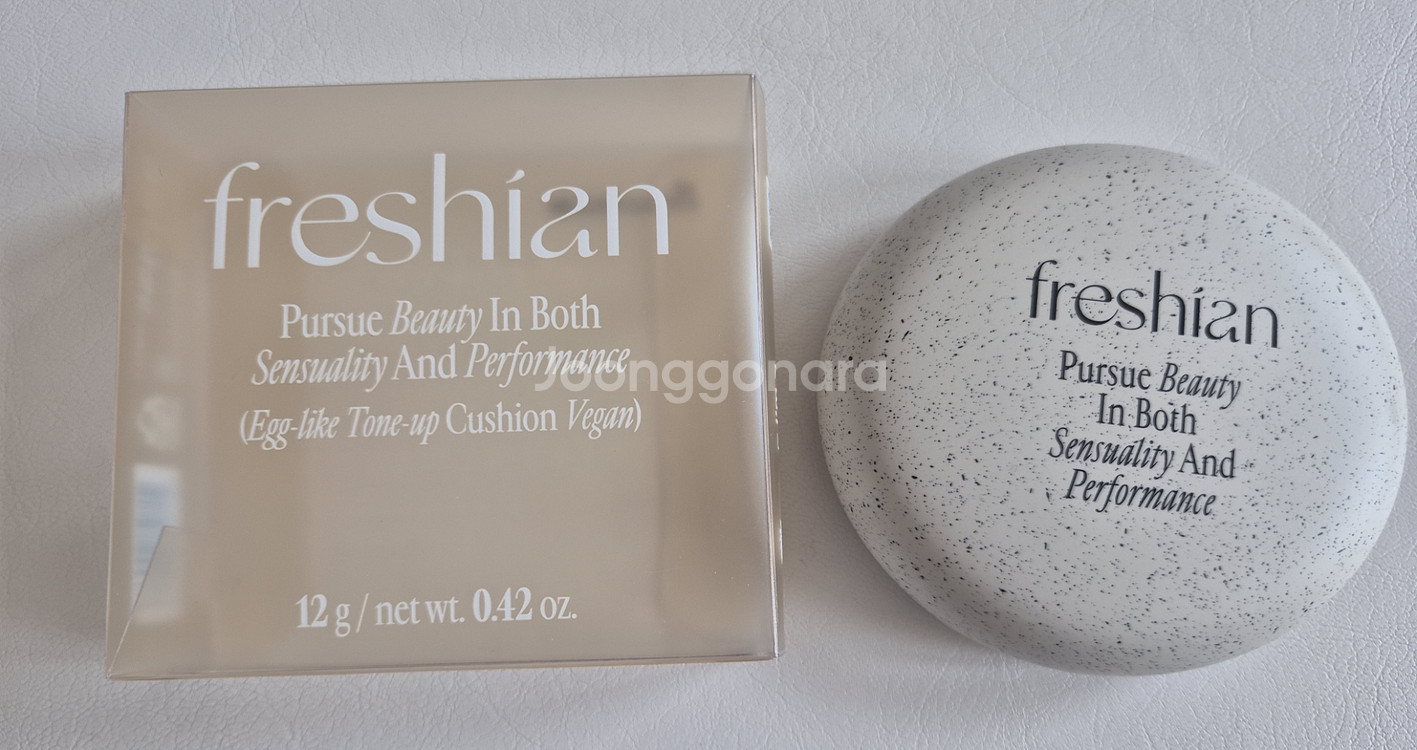 freshian
Pursue Beauty In Both
Sensuality And Performance
(Egg-like Tone-up Cushion Vegan)
12 g / net wt. 0.42 oz.
freshian
Pursue Beauty
In Both
Sensuality And
Performance
Joonggonara